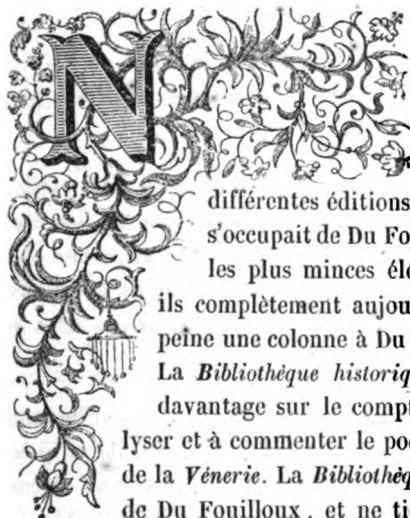 N
différentes éditions
s'occupait de Du Fo
les plus minces élé
ils complètement aujou
peine une colonne à Du
La Bibliothèque historiq
davantage sur le compt
lyser et à commenter le poë
de la Vénerie. La Bibliothèq
de Du Fouilloux, et ne ti